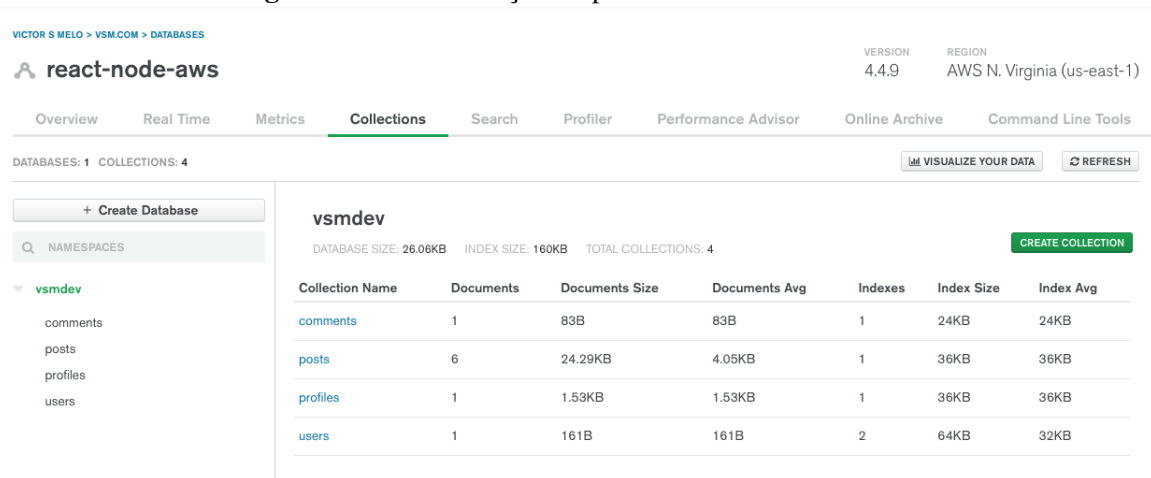 VICTOR S MELO > VSM.COM > DATABASES
react-node-aws
VERSION
4.4.9
REGION
AWS N. Virginia (us-east-1)
Overview Real Time Metrics Collections Search Profiler Performance Advisor Online Archive Command Line Tools
DATABASES: 1 COLLECTIONS: 4
VISUALIZE YOUR DATA REFRESH
+ Create Database
NAMESPACES
vsmdev
comments
posts
profiles
users
vsmdev
DATABASE SIZE: 26.06KB INDEX SIZE: 160KB TOTAL COLLECTIONS: 4
CREATE COLLECTION
Collection Name Documents Documents Size Documents Avg Indexes Index Size Index Avg
comments 1 83B 83B 1 24KB 24KB
posts 6 24.29KB 4.05KB 1 36KB 36KB
profiles 1 1.53KB 1.53KB 1 36KB 36KB
users 1 161B 161B 2 64KB 32KB